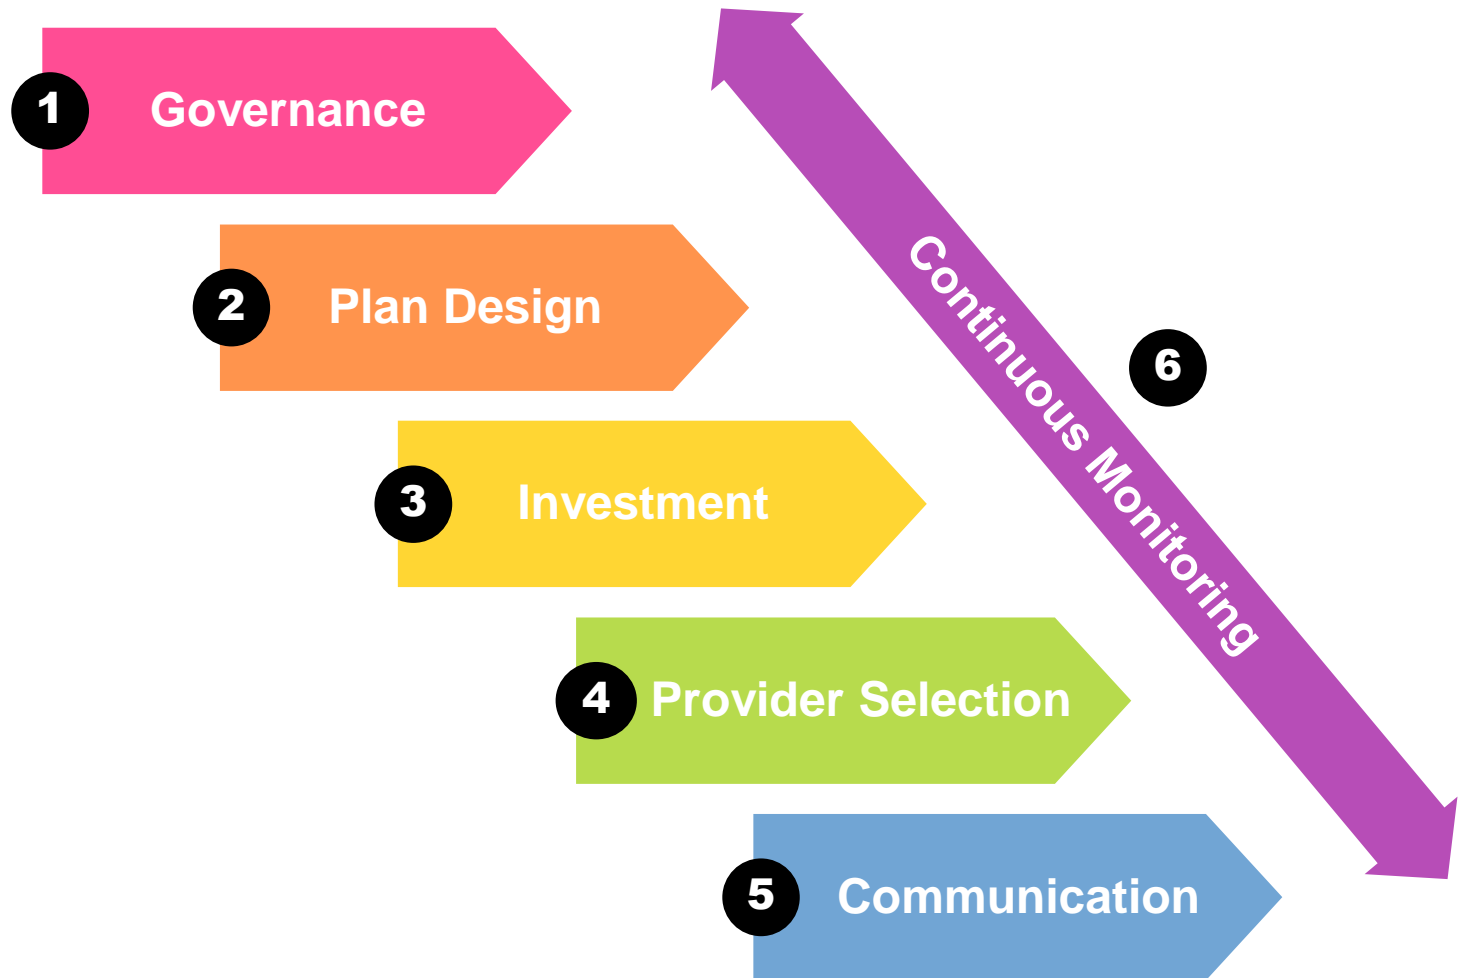 1
Governance
2
Plan Design
3
Investment
4
Provider Selection
5
Communication
6
Continuous Monitoring